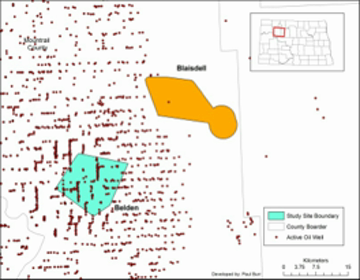 Mountrail
County
Blaisdell
Belden
Study Site Boundary
County Boarder
Active Oil Well
Kilometers
0 3.75 7.5 15
Developed by: Paul Burr